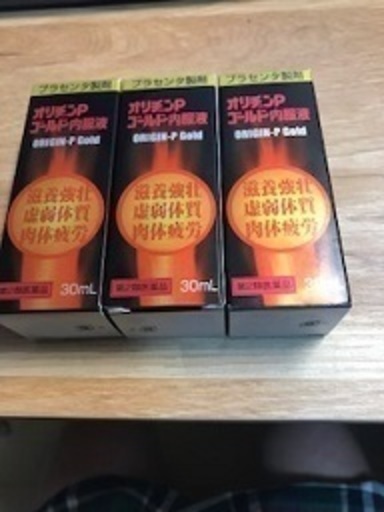 プラセンタ製剤
オリヂンP
ゴールド内服液
ORIGIN-P Gold
滋養強壮
虚弱体質
肉体疲労
第2類医薬品
30mL
プラセンタ製剤
オリヂンP
ゴールド内服液
ORIGIN-P Gold
滋養強壮
虚弱体質
肉体疲労
第2類医薬品
30mL
プラセンタ製剤
オリヂンP
ゴールド内服液
ORIGIN-P Gold
滋養強壮
虚弱体質
肉体疲労
第2類医薬品